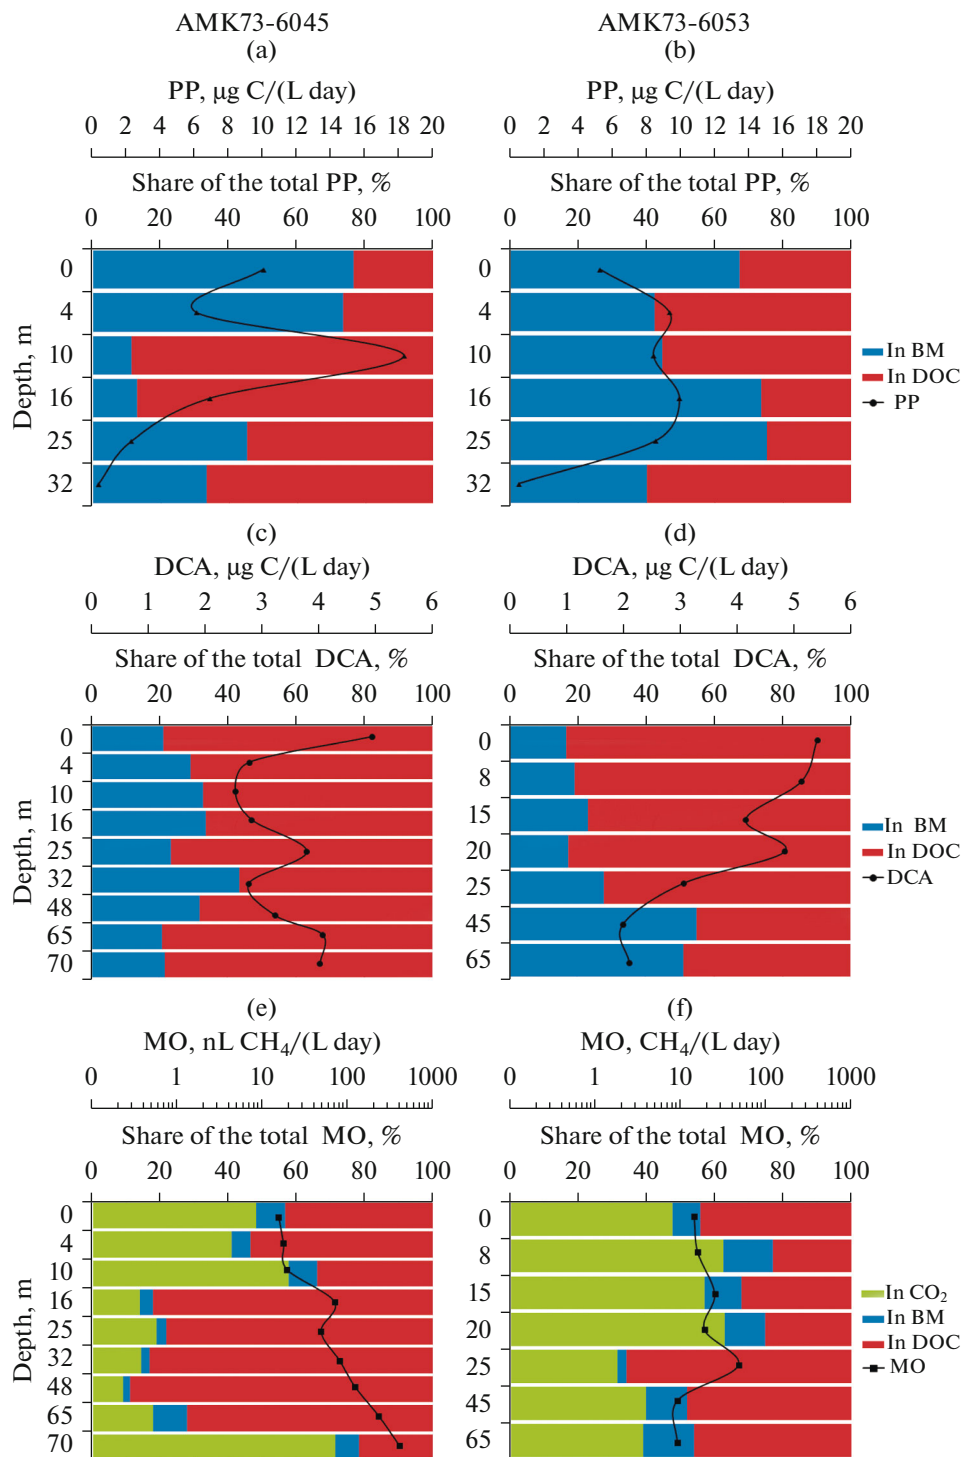 AMK73-6045
(a)
PP, µg C/(L day)
0 2 4 6 8 10 12 14 16 18 20
Share of the total PP, %
0 20 40 60 80 100
Depth, m
0
4
10
16
25
32
AMK73-6053
(b)
PP, µg C/(L day)
0 2 4 6 8 10 12 14 16 18 20
Share of the total PP, %
0 20 40 60 80 100
0
4
10
16
25
32
In BM
In DOC
PP
(c)
DCA, µg C/(L day)
0 1 2 3 4 5 6
Share of the total DCA, %
0 20 40 60 80 100
Depth, m
0
4
10
16
25
32
48
65
70
(d)
DCA, µg C/(L day)
0 1 2 3 4 5 6
Share of the total DCA, %
0 20 40 60 80 100
0
8
15
20
25
45
65
In BM
In DOC
DCA
(e)
MO, nL CH₄/(L day)
0 1 10 100 1000
Share of the total MO, %
0 20 40 60 80 100
Depth, m
0
4
10
16
25
32
48
65
70
(f)
MO, CH₄/(L day)
0 1 10 100 1000
Share of the total MO, %
0 20 40 60 80 100
0
8
15
20
25
45
65
In CO₂
In BM
In DOC
MO